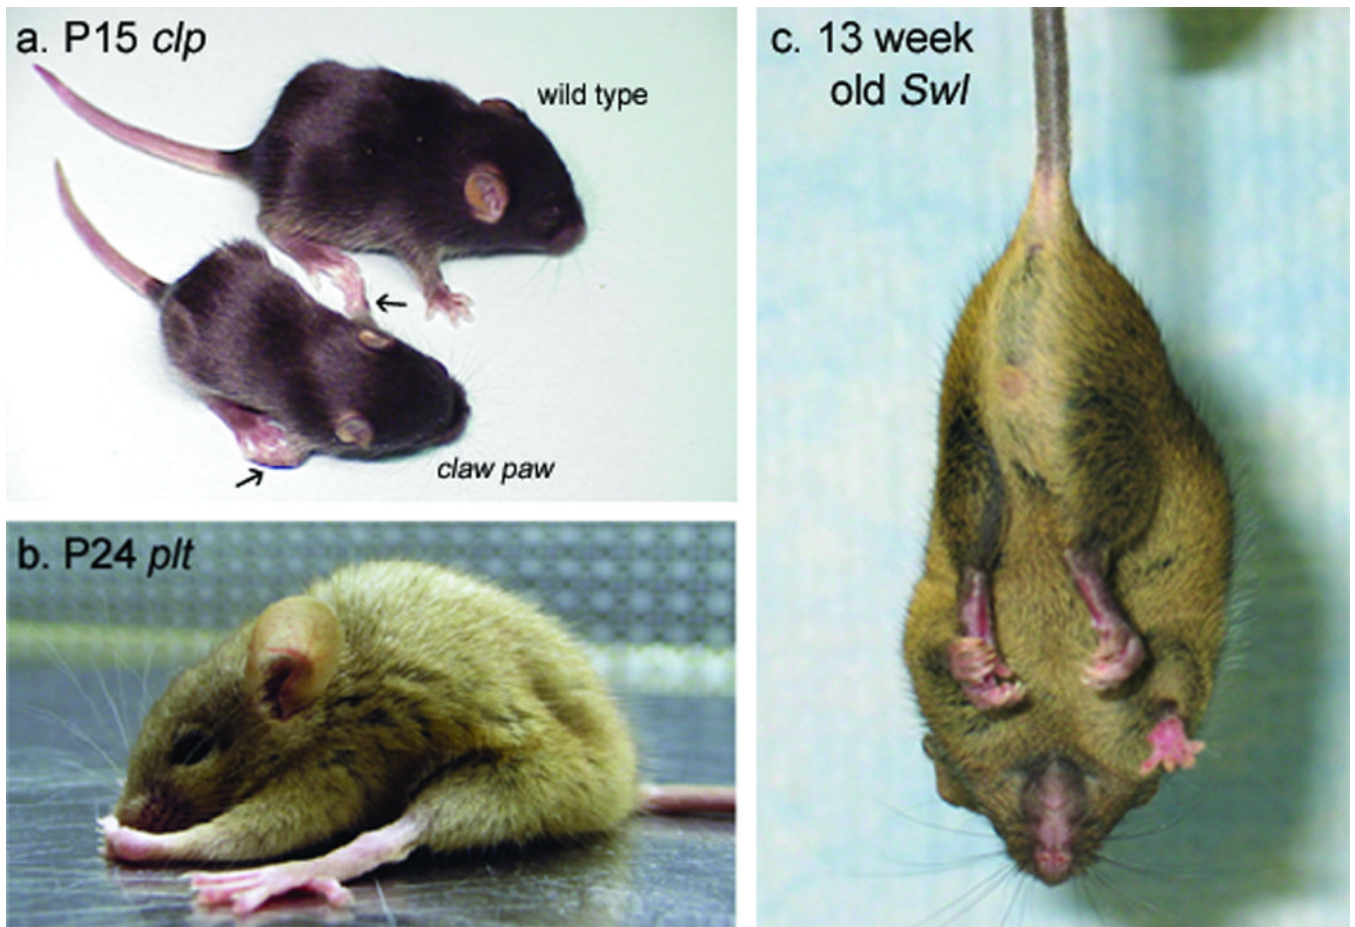 a. P15 clp
wild type
claw paw
b. P24 plt
c. 13 week
old Swl